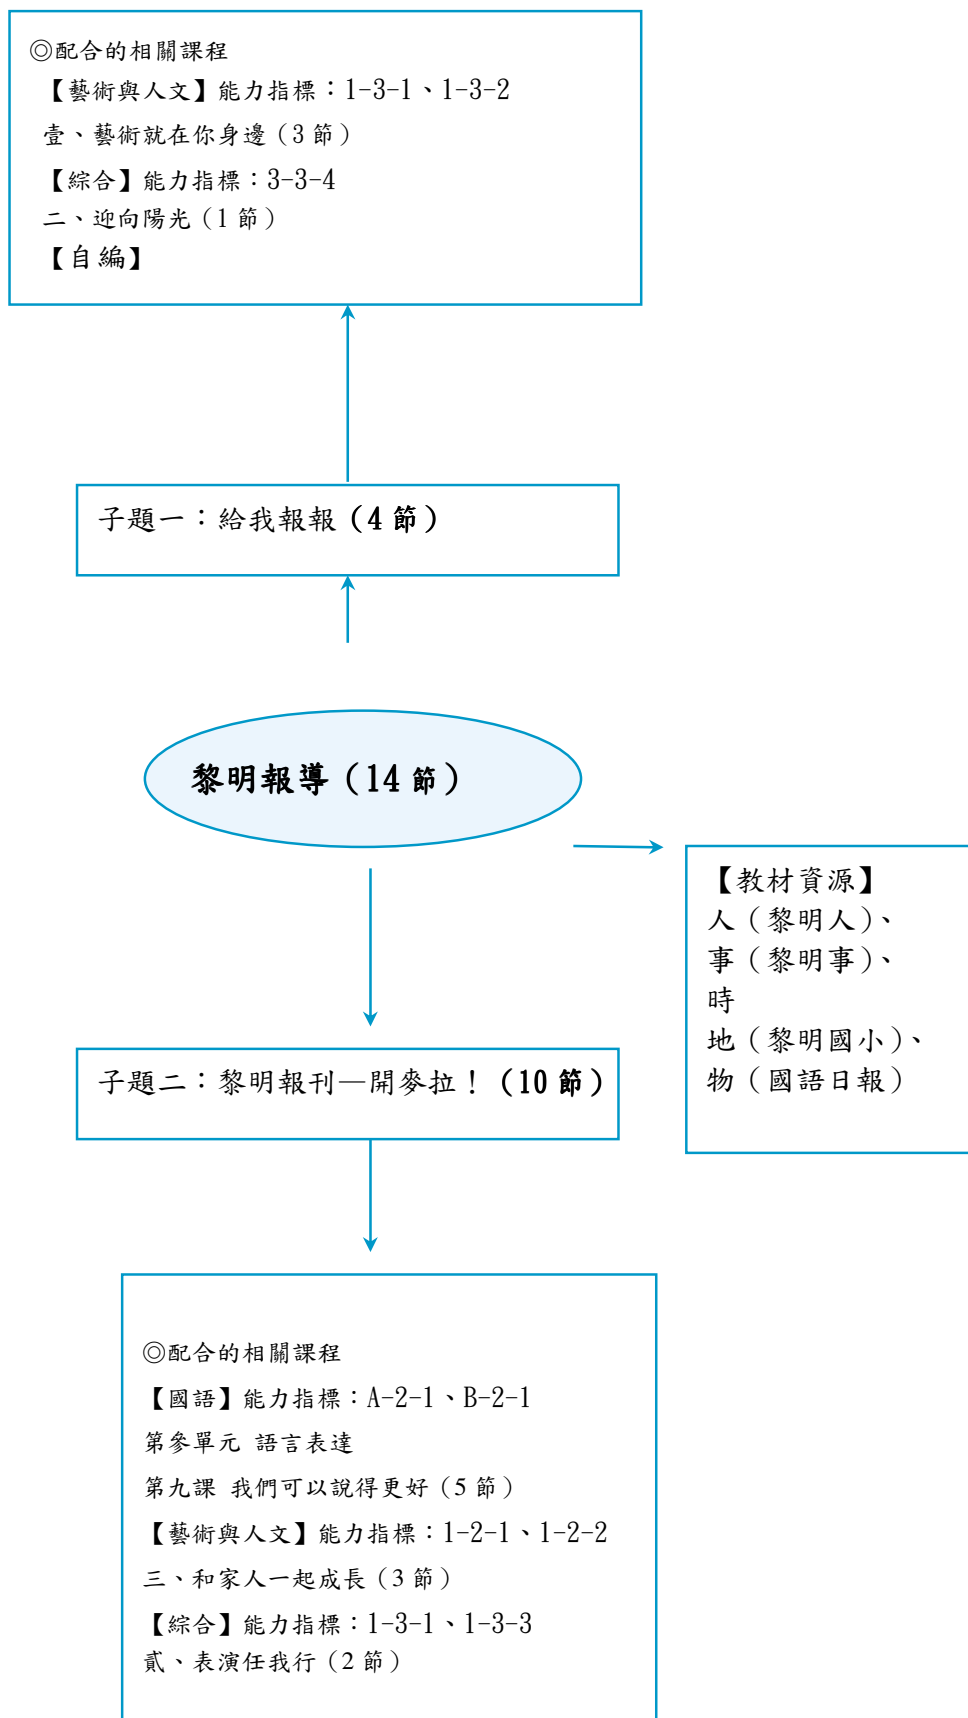 ◎配合的相關課程
【藝術與人文】能力指標：1-3-1、1-3-2
壹、藝術就在你身邊（3 節）
【綜合】能力指標：3-3-4
二、迎向陽光（1 節）
【自編】
子題一：給我報報（4 節）
黎明報導（14 節）
【教材資源】
人（黎明人）、
事（黎明事）、
時
地（黎明國小）、
物（國語日報）
子題二：黎明報刊—開麥拉！（10 節）
◎配合的相關課程
【國語】能力指標：A-2-1、B-2-1
第參單元 語言表達
第九課 我們可以說得更好（5 節）
【藝術與人文】能力指標：1-2-1、1-2-2
三、和家人一起成長（3 節）
【綜合】能力指標：1-3-1、1-3-3
貳、表演任我行（2 節）